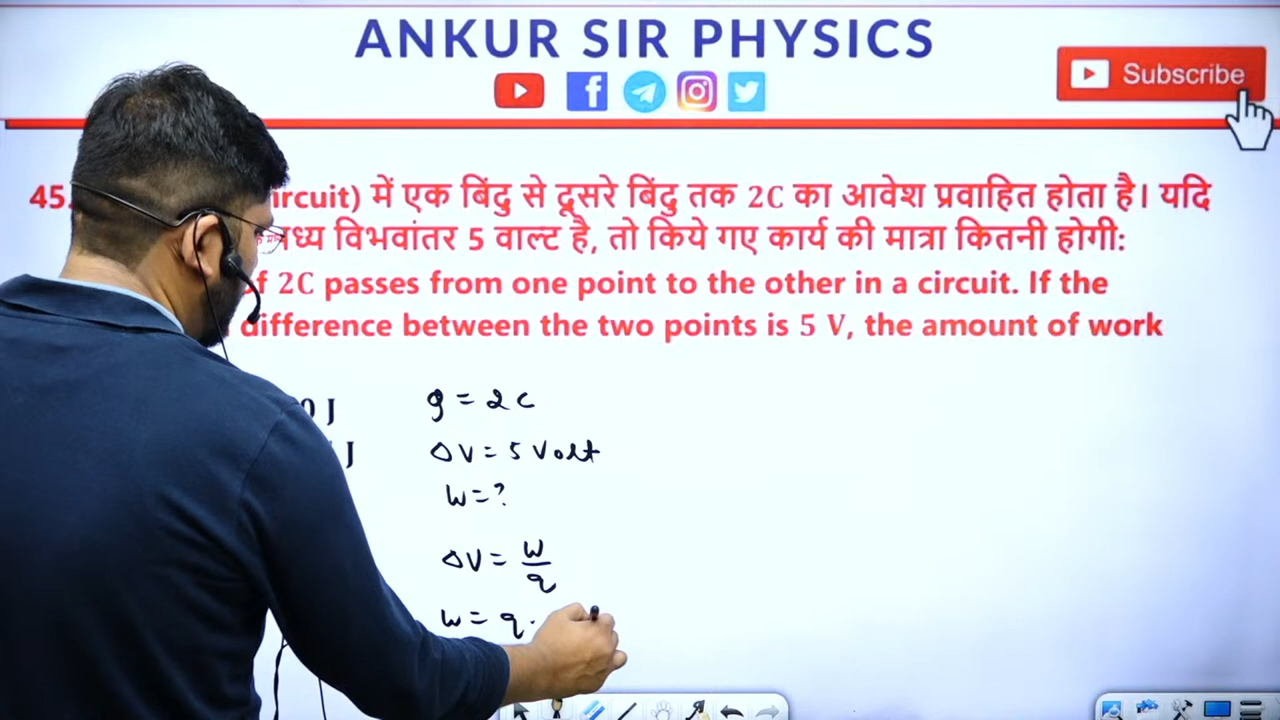 ANKUR SIR PHYSICS
Subscribe
45. ircuit) में एक बिंदु से दूसरे बिंदु तक 2C का आवेश प्रवाहित होता है। यदि
मध्य विभवांतर 5 वाल्ट है, तो किये गए कार्य की मात्रा कितनी होगी:
2C passes from one point to the other in a circuit. If the
difference between the two points is 5 V, the amount of work
0 J
J
q = 2C
ΔV = 5 Volt
W = ?
ΔV = W/q
W = q.